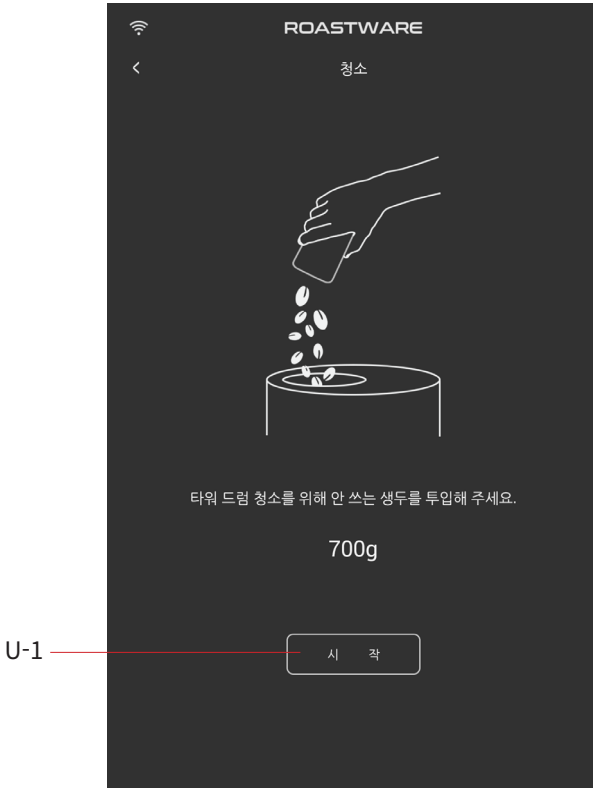 ROASTWARE
청소
타워 드럼 청소를 위해 안 쓰는 생두를 투입해 주세요.
700g
U-1
시 작